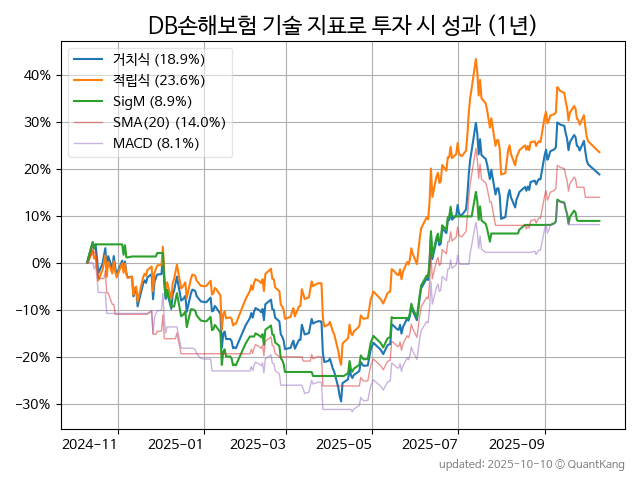 DB손해보험 기술 지표로 투자 시 성과 (1년)
거치식 (18.9%)
적립식 (23.6%)
SigM (8.9%)
SMA(20) (14.0%)
MACD (8.1%)
40%
30%
20%
10%
0%
−10%
−20%
−30%
2024-11 2025-01 2025-03 2025-05 2025-07 2025-09
updated: 2025-10-10 © QuantKang